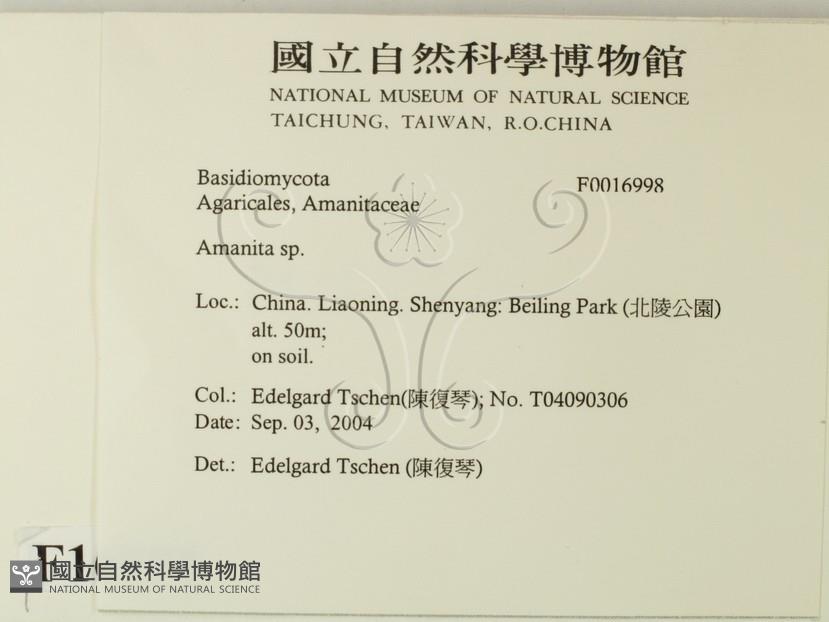 國立自然科學博物館
NATIONAL MUSEUM OF NATURAL SCIENCE
TAICHUNG, TAIWAN, R.O.CHINA
Basidiomycota F0016998
Agaricales, Amanitaceae
Amanita sp.
Loc.: China. Liaoning. Shenyang: Beiling Park (北陵公園)
alt. 50m;
on soil.
Col.: Edelgard Tschen(陳復琴); No. T04090306
Date: Sep. 03, 2004
Det.: Edelgard Tschen (陳復琴)
F1
國立自然科學博物館
NATIONAL MUSEUM OF NATURAL SCIENCE